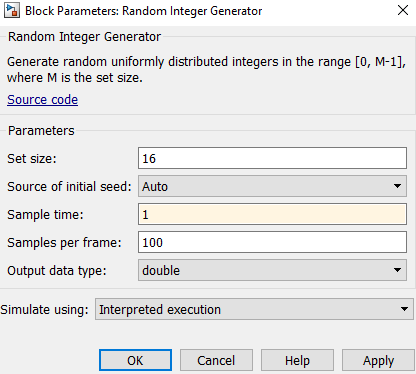 Block Parameters: Random Integer Generator
Random Integer Generator
Generate random uniformly distributed integers in the range [0, M-1],
where M is the set size.
Source code
Parameters
Set size: 16
Source of initial seed: Auto
Sample time: 1
Samples per frame: 100
Output data type: double
Simulate using: Interpreted execution
OK Cancel Help Apply